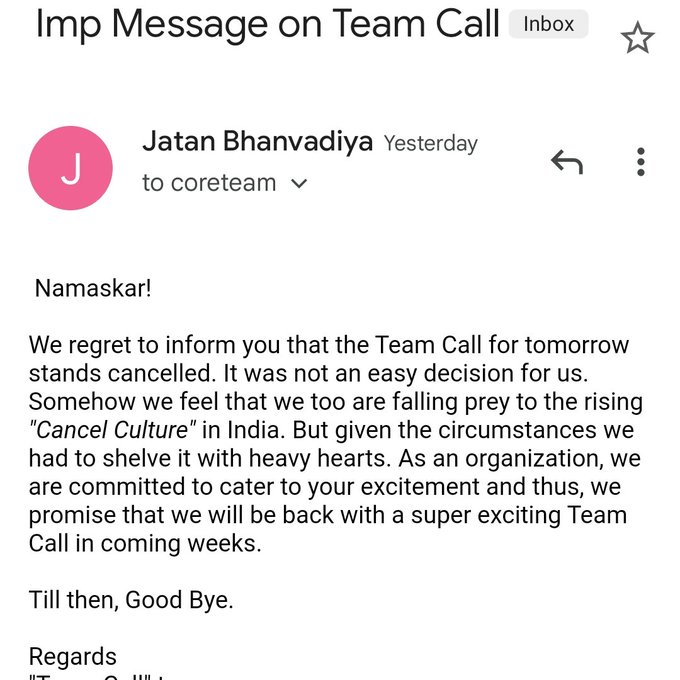 Imp Message on Team Call Inbox
J
Jatan Bhanvadiya Yesterday
to coreteam
Namaskar!
We regret to inform you that the Team Call for tomorrow
stands cancelled. It was not an easy decision for us.
Somehow we feel that we too are falling prey to the rising
"Cancel Culture" in India. But given the circumstances we
had to shelve it with heavy hearts. As an organization, we
are committed to cater to your excitement and thus, we
promise that we will be back with a super exciting Team
Call in coming weeks.
Till then, Good Bye.
Regards